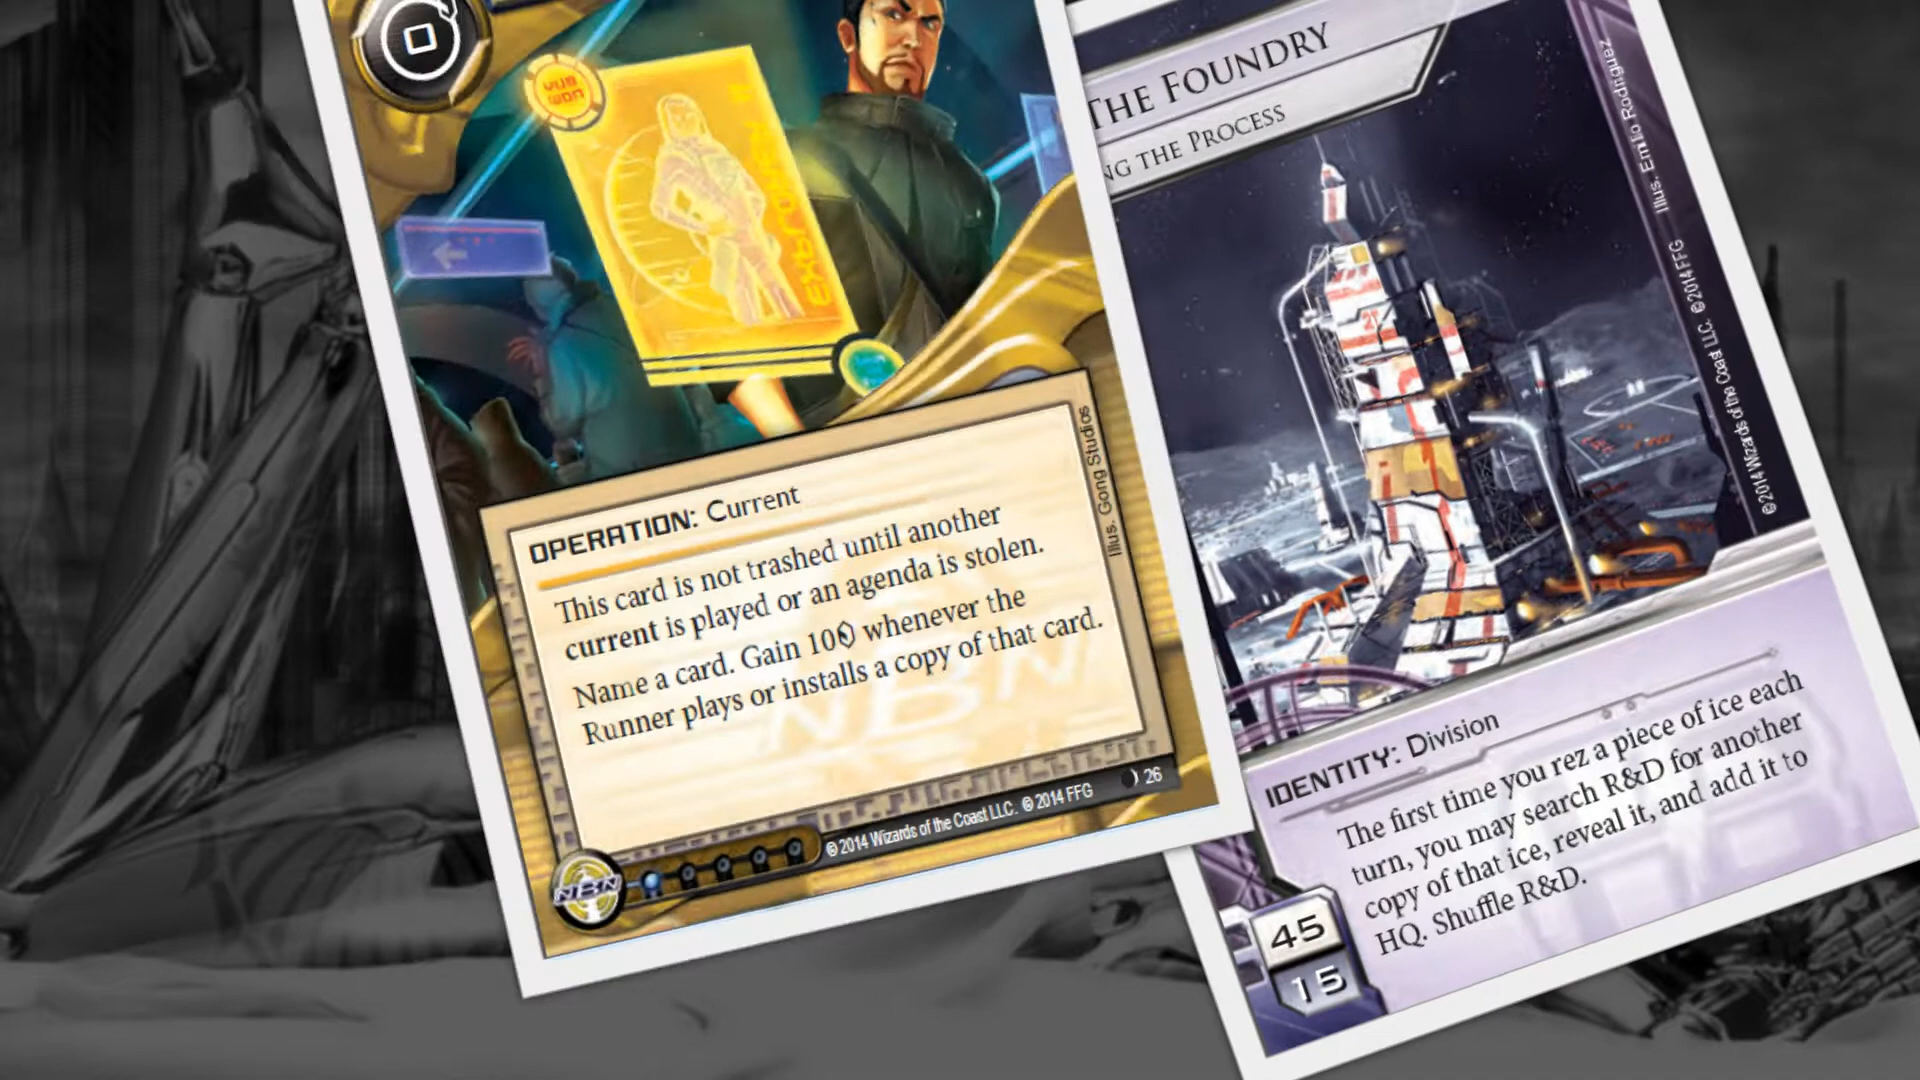 OPERATION: Current
This card is not trashed until another
current is played or an agenda is stolen.
Name a card. Gain 10 whenever the
Runner plays or installs a copy of that card.
NBN
Illus. Gong Studios
NBN
© 2014 Wizards of the Coast LLC. © 2014 FFG
26
THE FOUNDRY
NG THE PROCESS
Illus. Emilio Rodriguez
© 2014 Wizards of the Coast LLC. © 2014 FFG
21
IDENTITY: Division
The first time you rez a piece of ice each
turn, you may search R&D for another
copy of that ice, reveal it, and add it to
HQ. Shuffle R&D.
45
15